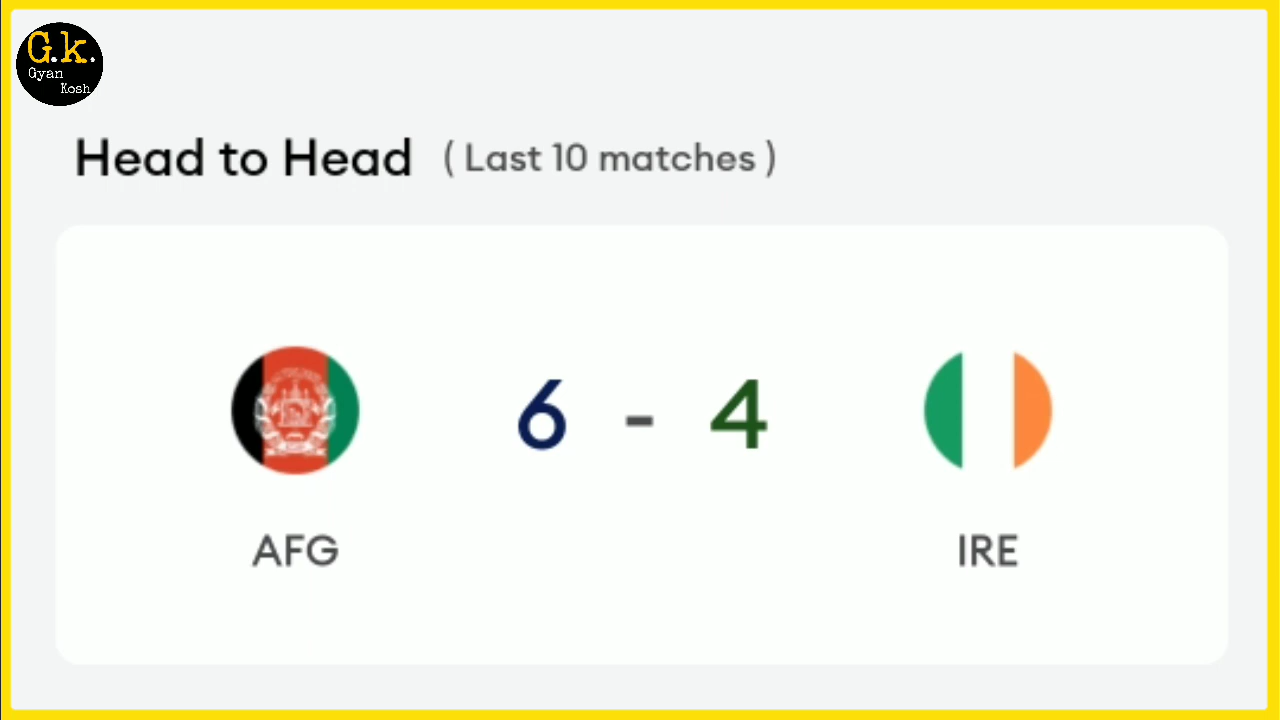 G.k.
Gyan
Kosh
Head to Head ( Last 10 matches )
6 - 4
AFG IRE